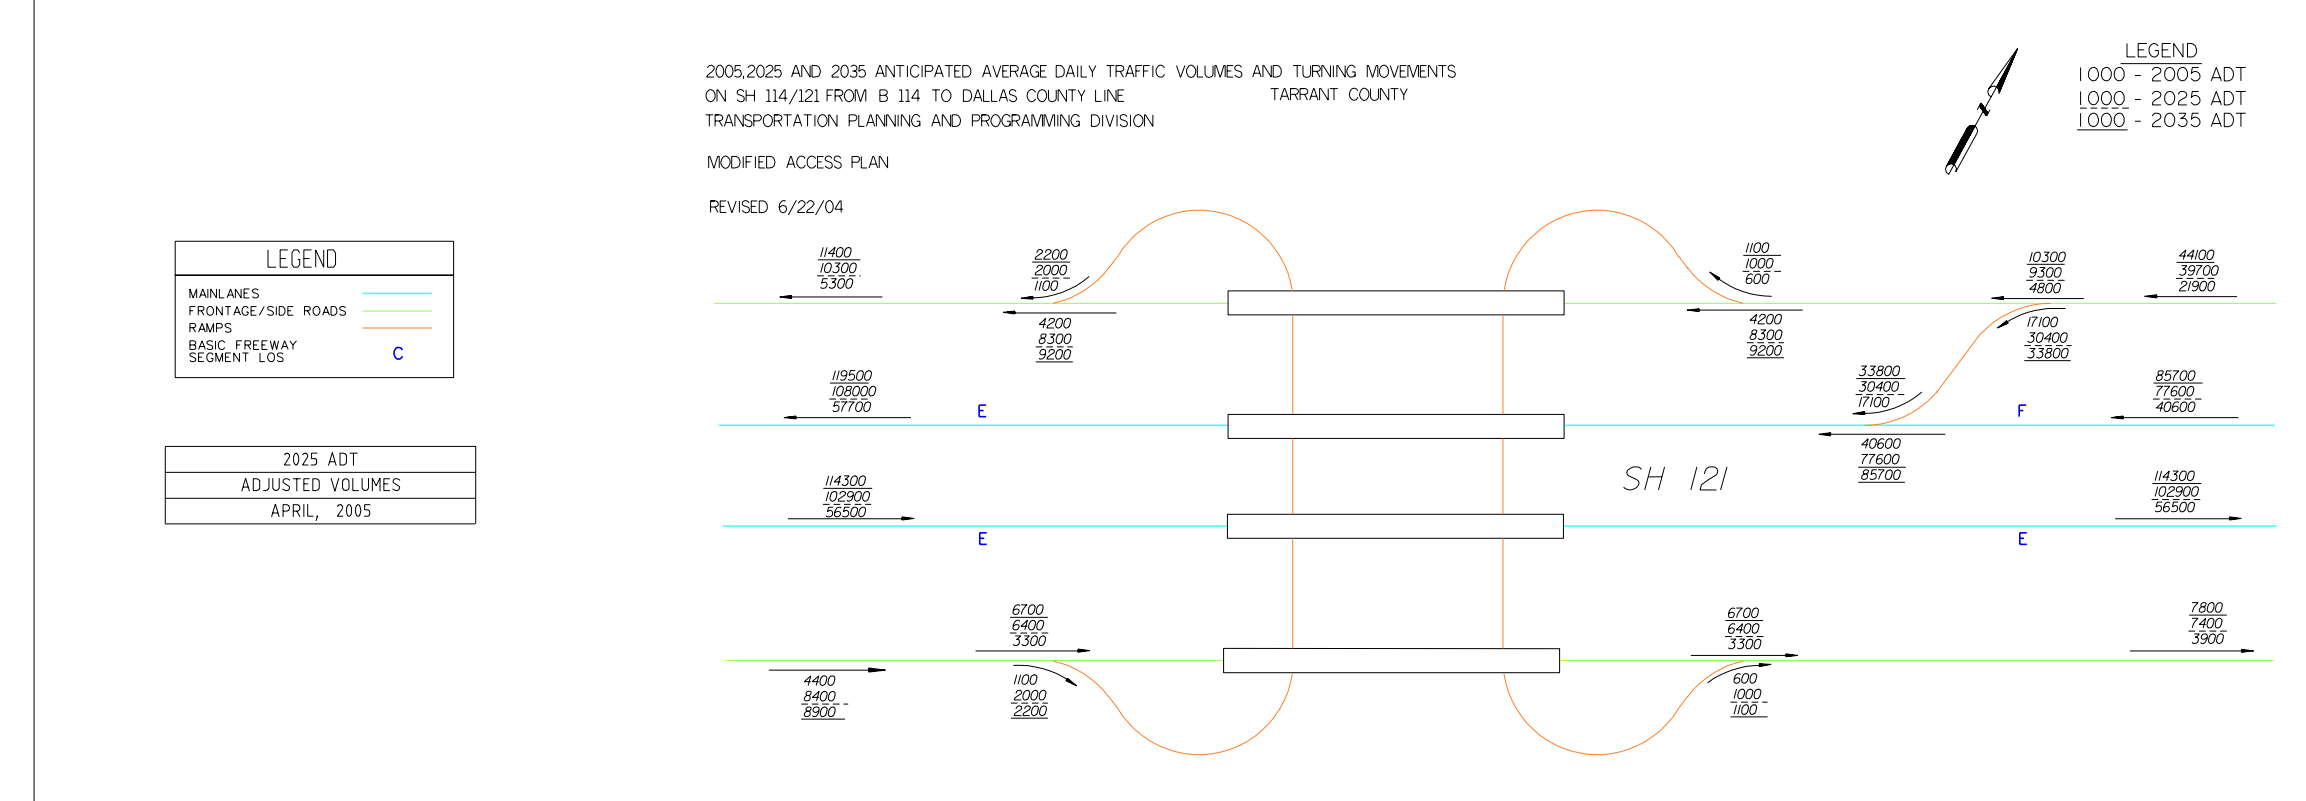 2005,2025 AND 2035 ANTICIPATED AVERAGE DAILY TRAFFIC VOLUMES AND TURNING MOVEMENTS
ON SH 114/121 FROM B 114 TO DALLAS COUNTY LINE TARRANT COUNTY
TRANSPORTATION PLANNING AND PROGRAMMING DIVISION
MODIFIED ACCESS PLAN
REVISED 6/22/04
LEGEND
1000 - 2005 ADT
1000 - 2025 ADT
1000 - 2035 ADT
LEGEND
MAINLANES
FRONTAGE/SIDE ROADS
RAMPS
BASIC FREEWAY
SEGMENT LOS C
2025 ADT
ADJUSTED VOLUMES
APRIL, 2005
11400
10300
5300
2200
2000
1100
4200
8300
9200
1100
1000
600
4200
8300
9200
10300
9300
4800
44100
39700
21900
17100
30400
33800
119500
108000
57700
E
33800
30400
17100
F
85700
77600
40600
40600
77600
85700
SH 121
114300
102900
56500
E
114300
102900
56500
E
6700
6400
3300
4400
8400
8900
1100
2000
2200
6700
6400
3300
600
1000
1100
7800
7400
3900